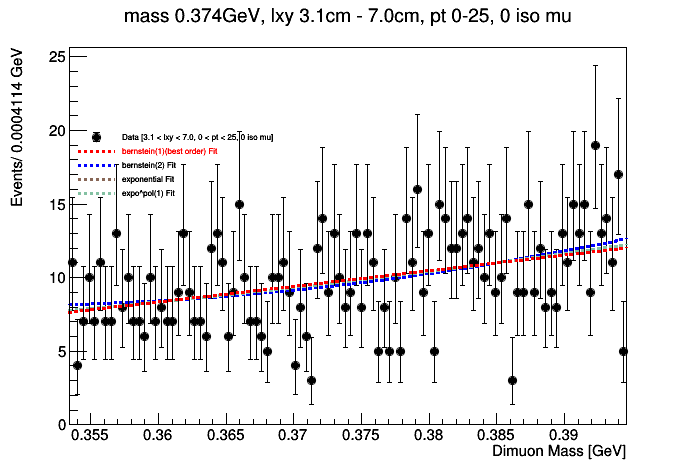 mass 0.374GeV, lxy 3.1cm - 7.0cm, pt 0-25, 0 iso mu
Events/ 0.0004114 GeV
25
20
15
10
5
0
Data [3.1 < lxy < 7.0, 0 < pt < 25, 0 iso mu]
bernstein(1)(best order) Fit
bernstein(2) Fit
exponential Fit
expo*pol(1) Fit
0.355 0.36 0.365 0.37 0.375 0.38 0.385 0.39
Dimuon Mass [GeV]